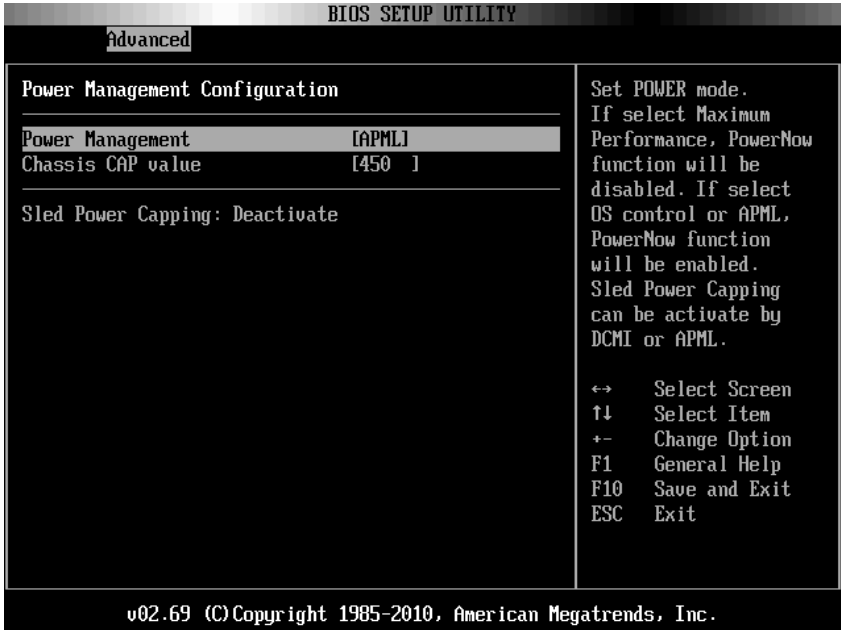 BIOS SETUP UTILITY
Advanced
Power Management Configuration
Power Management [APML]
Chassis CAP value [450 ]
Sled Power Capping: Deactivate
Set POWER mode.
If select Maximum
Performance, PowerNow
function will be
disabled. If select
OS control or APML,
PowerNow function
will be enabled.
Sled Power Capping
can be activate by
DCMI or APML.
↔ Select Screen
↑↓ Select Item
+- Change Option
F1 General Help
F10 Save and Exit
ESC Exit
v02.69 (C)Copyright 1985-2010, American Megatrends, Inc.